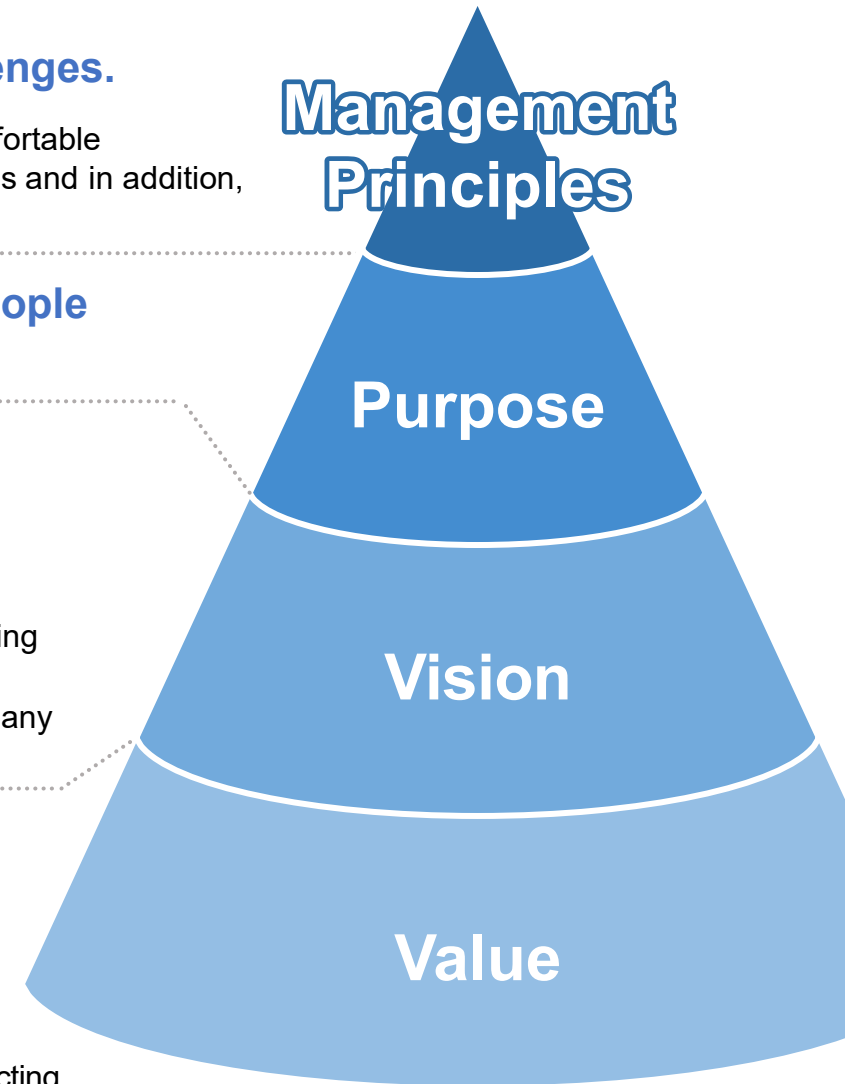 enges.
fortable
s and in addition,
ople
ing
any
cting
Management
Principles
Purpose
Vision
Value